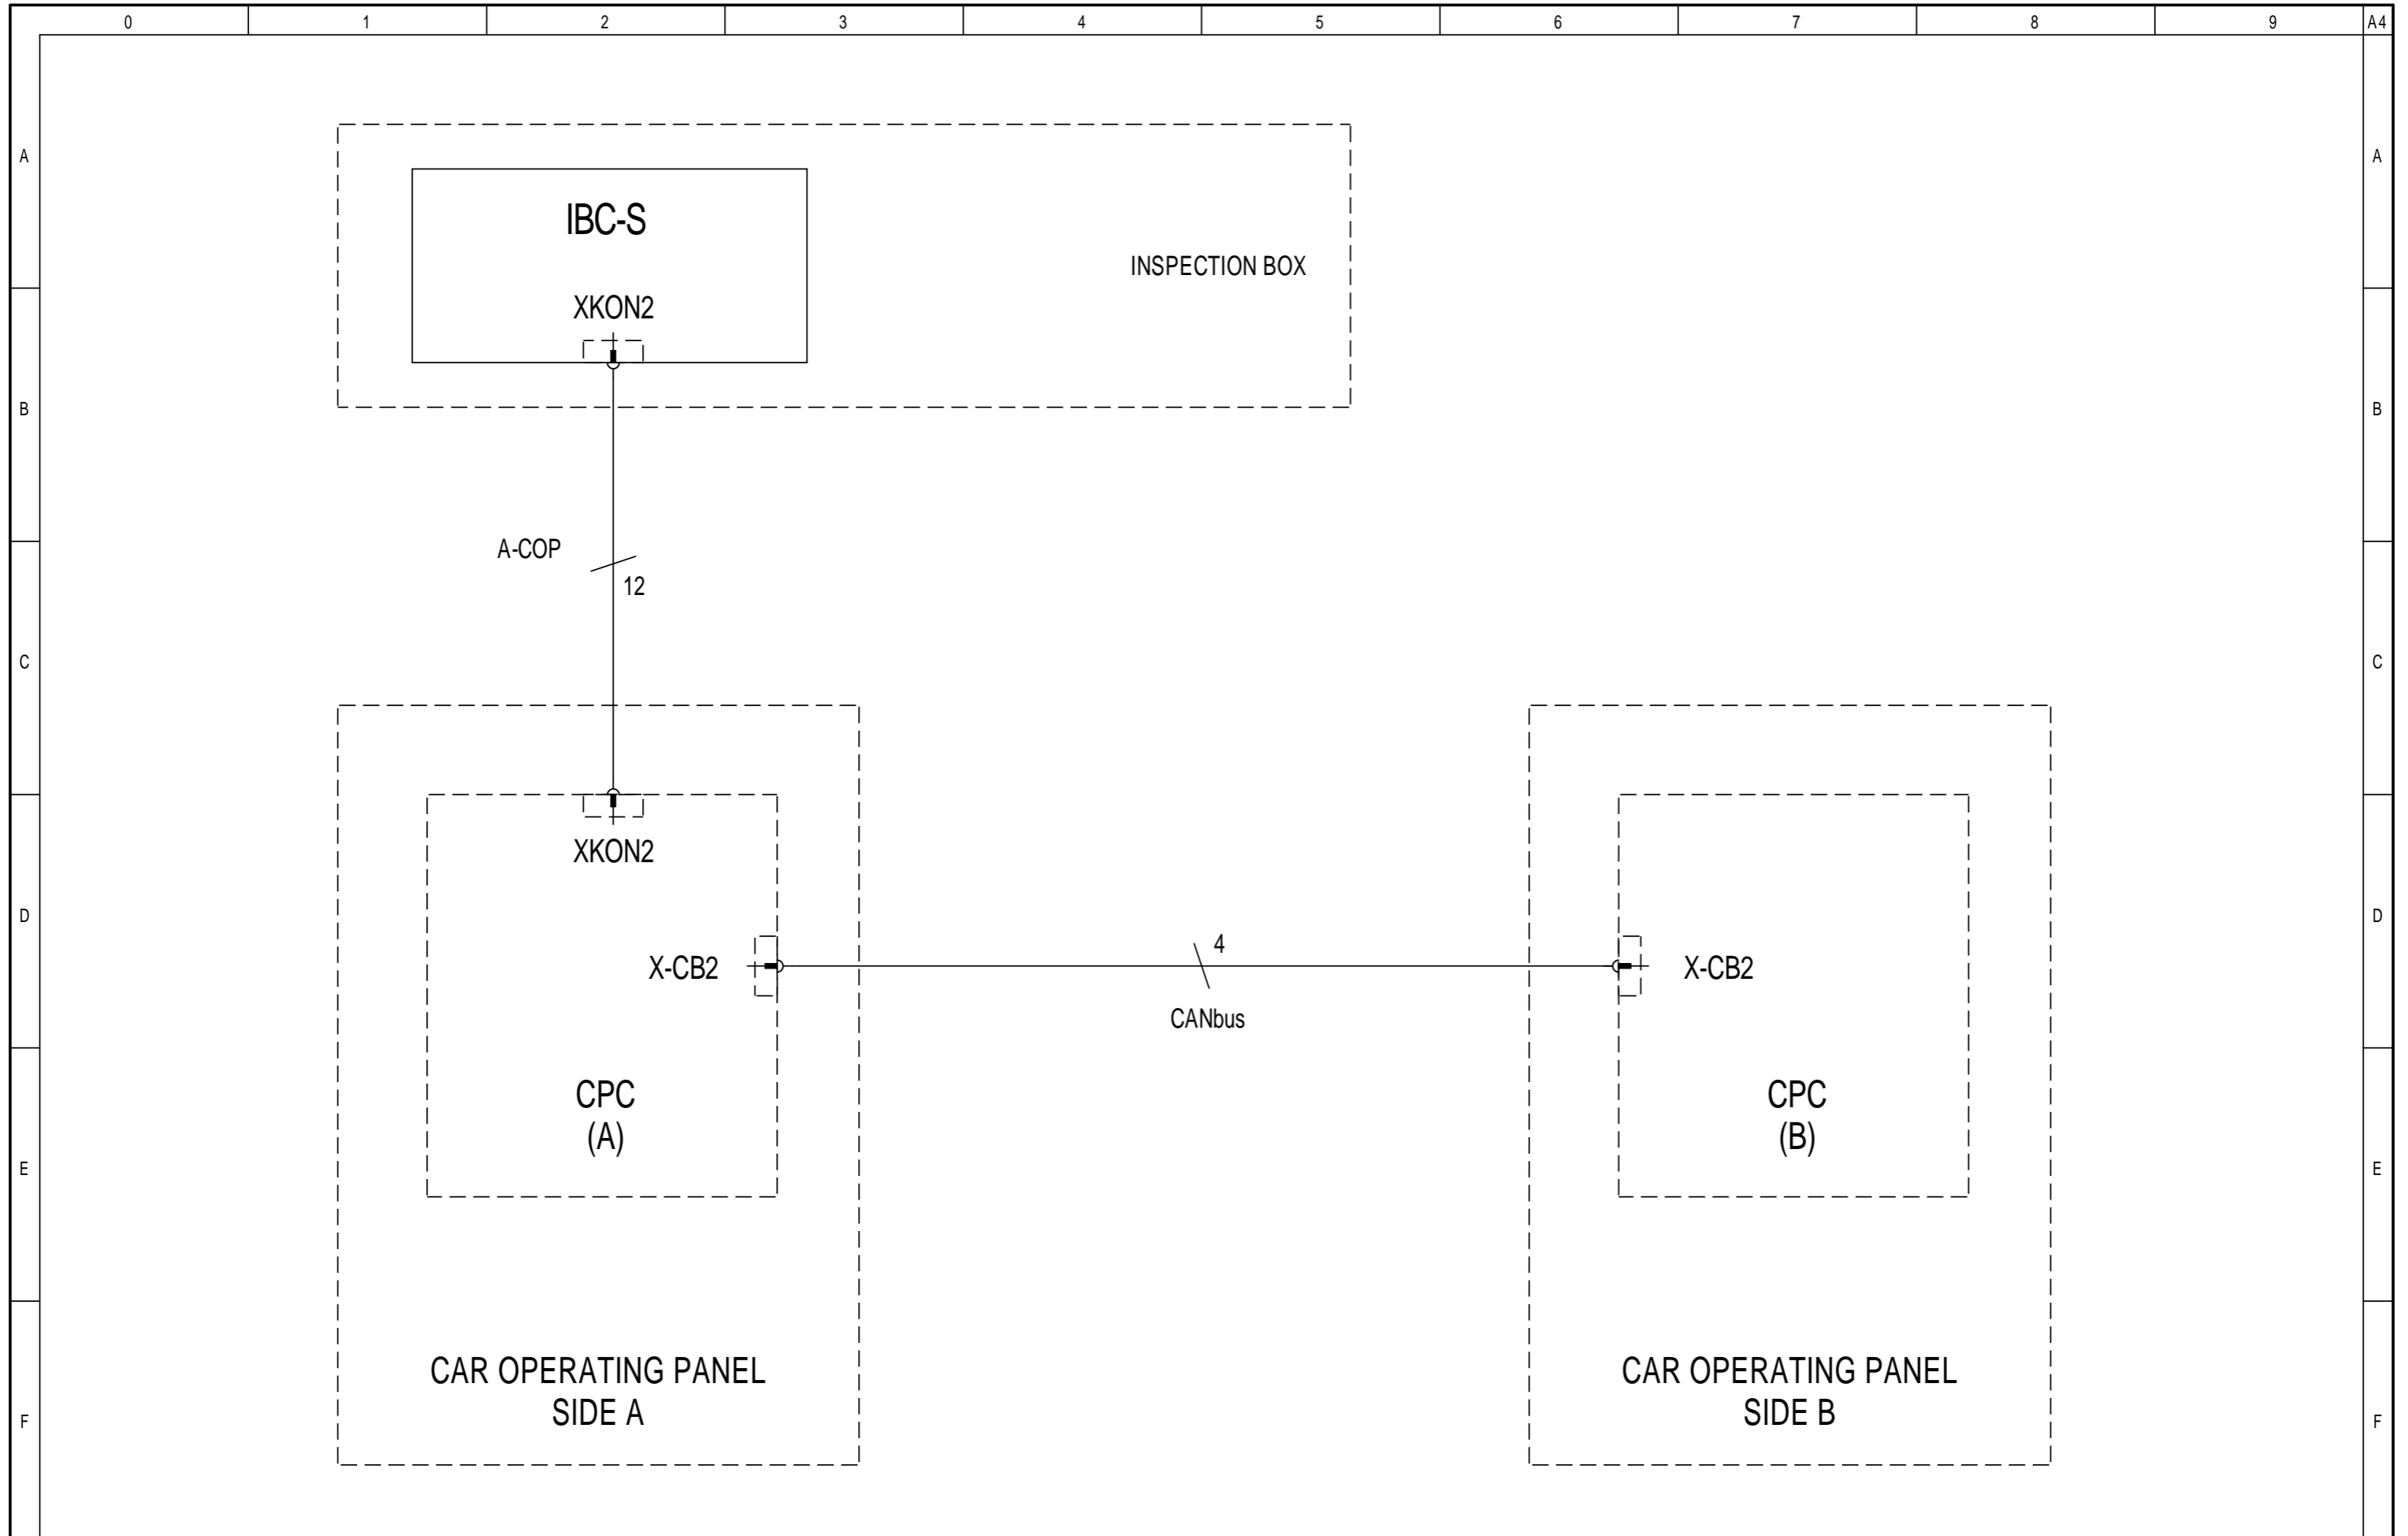 0 1 2 3 4 5 6 7 8 9 A4
A A
IBC-S
INSPECTION BOX
XKON2
B B
A-COP
12
C C
XKON2
D D
4
X-CB2 X-CB2
CANbus
CPC CPC
(A) (B)
E E
CAR OPERATING PANEL CAR OPERATING PANEL
SIDE A SIDE B
F F